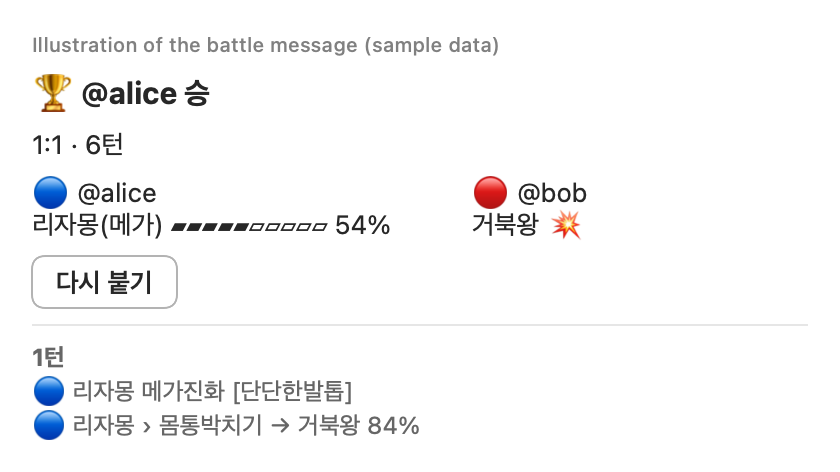 Illustration of the battle message (sample data)
🏆 @alice 승
1:1 · 6턴
🔵 @alice
리자몽(메가) ▰▰▰▰▰▱▱▱▱▱ 54%
🔴 @bob
거북왕 💥
다시 붙기
1턴
🔵 리자몽 메가진화 [단단한발톱]
🔵 리자몽 › 몸통박치기 → 거북왕 84%